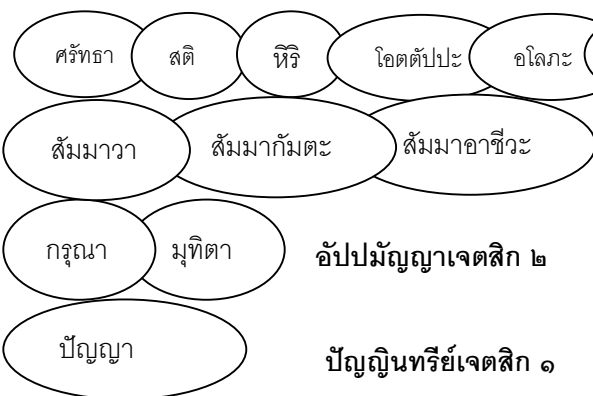 ศรัทธา สติ หิริ โอตตัปปะ อโลภะ
สัมมาวา สัมมากัมตะ สัมมาอาชีวะ
กรุณา มุทิตา อัปปมัญญาเจตสิก ๒
ปัญญา ปัญญินทรีย์เจตสิก ๑